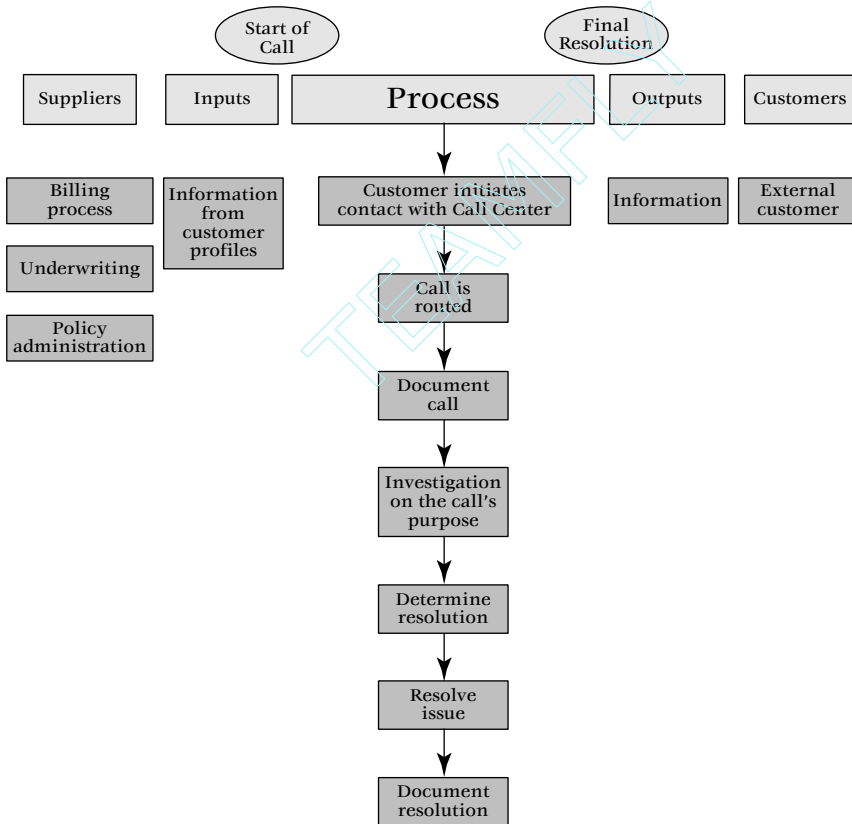 Start of
Call
Final
Resolution
Suppliers
Inputs
Process
Outputs
Customers
Billing
process
Underwriting
Policy
administration
Information
from
customer
profiles
Customer initiates
contact with Call Center
Call is
routed
Document
call
Investigation
on the call's
purpose
Determine
resolution
Resolve
issue
Document
resolution
Information
External
customer
TEAMFLY